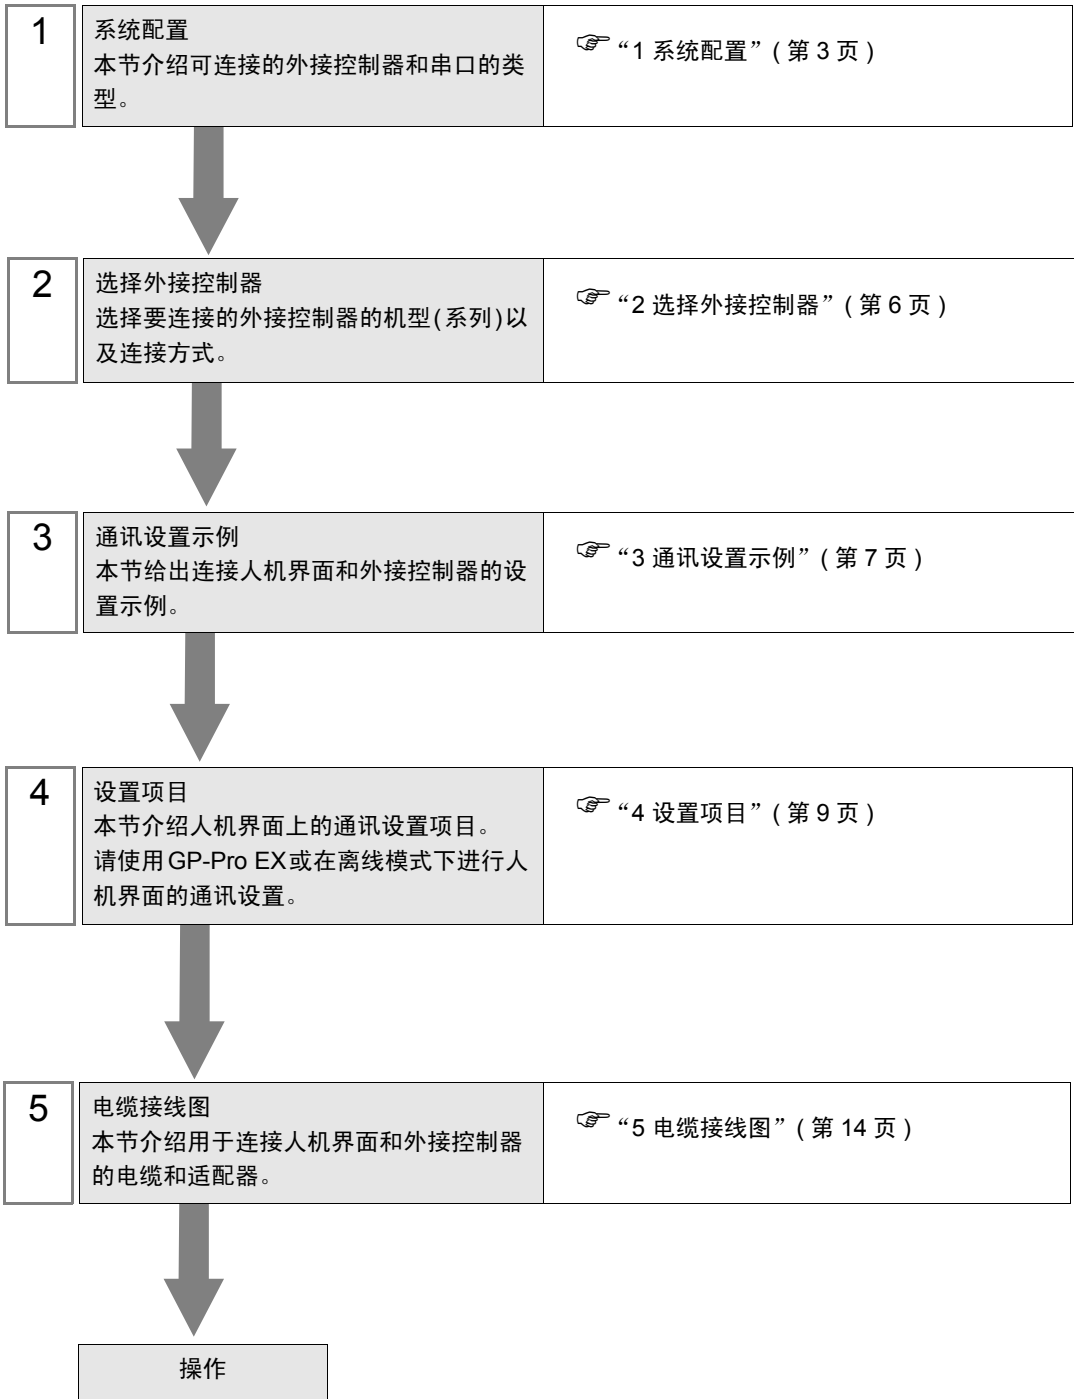 1
系统配置
本节介绍可连接的外接控制器和串口的类
型。
“1 系统配置” ( 第 3 页 )
2
选择外接控制器
选择要连接的外接控制器的机型(系列)以
及连接方式。
“2 选择外接控制器” ( 第 6 页 )
3
通讯设置示例
本节给出连接人机界面和外接控制器的设
置示例。
“3 通讯设置示例” ( 第 7 页 )
4
设置项目
本节介绍人机界面上的通讯设置项目。
请使用GP-Pro EX或在离线模式下进行人
机界面的通讯设置。
“4 设置项目” ( 第 9 页 )
5
电缆接线图
本节介绍用于连接人机界面和外接控制器
的电缆和适配器。
“5 电缆接线图” ( 第 14 页 )
操作